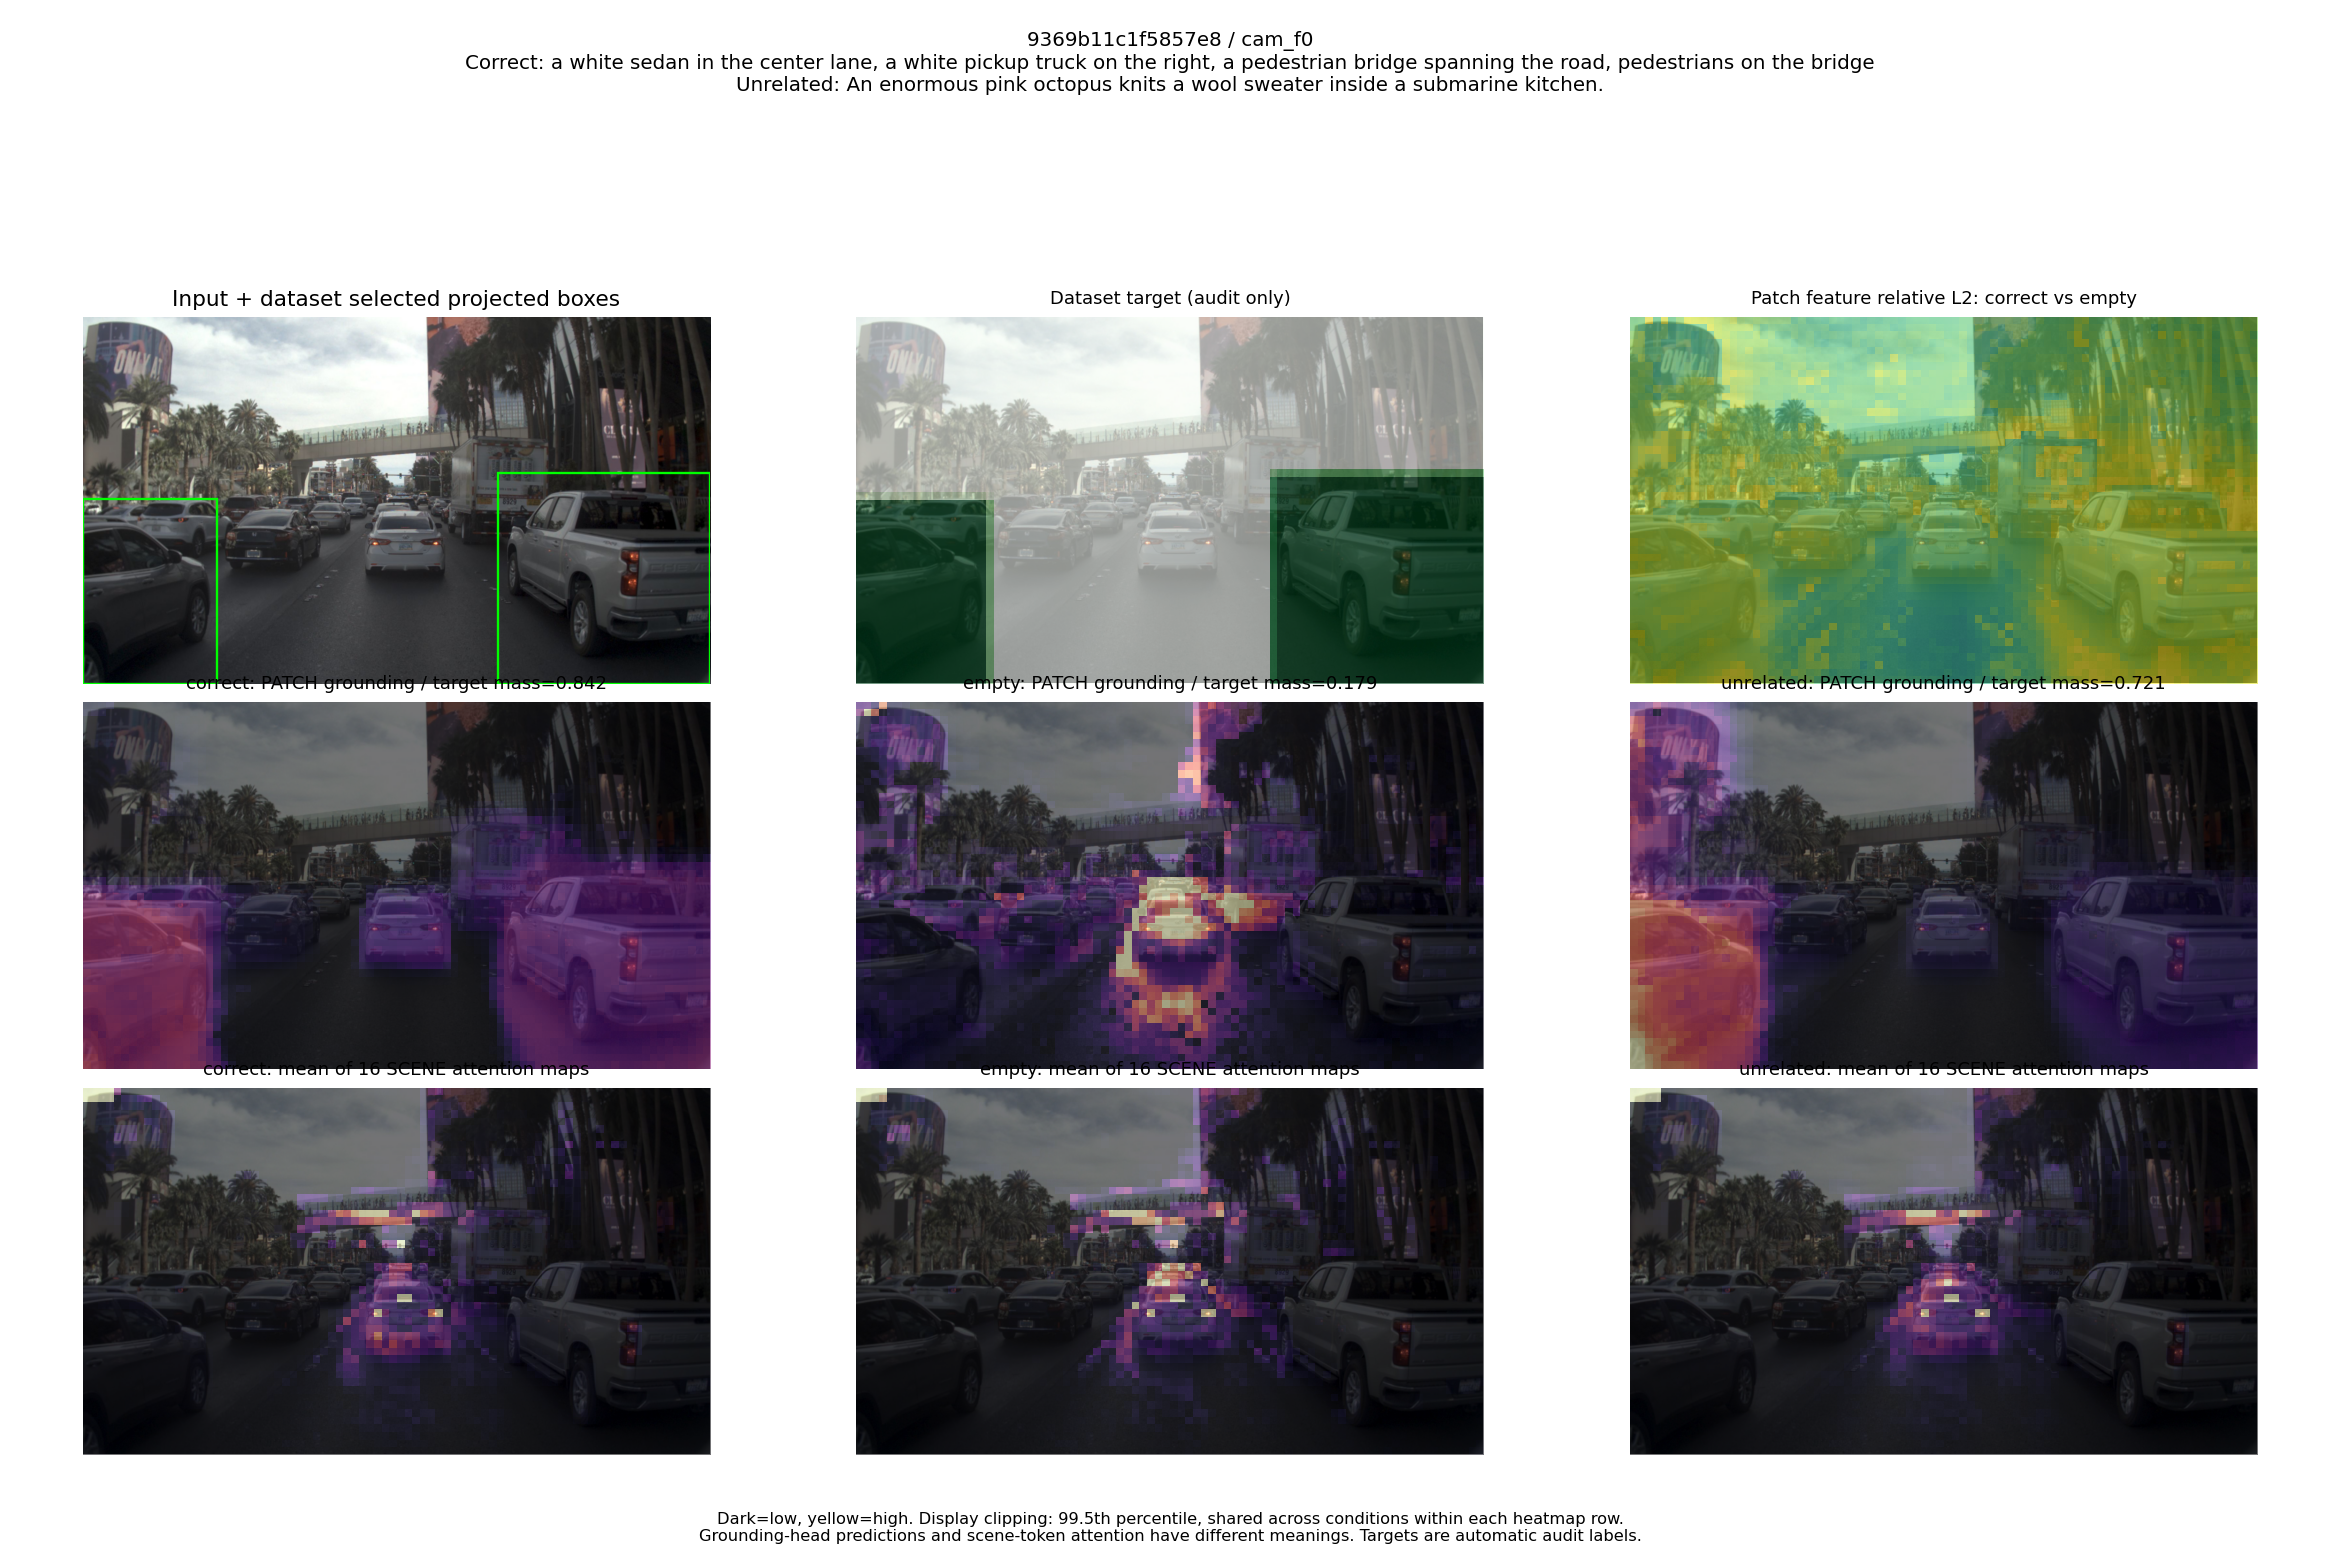 9369b11c1f5857e8 / cam_f0
Correct: a white sedan in the center lane, a white pickup truck on the right, a pedestrian bridge spanning the road, pedestrians on the bridge
Unrelated: An enormous pink octopus knits a wool sweater inside a submarine kitchen.
Input + dataset selected projected boxes
Dataset target (audit only)
Patch feature relative L2: correct vs empty
correct: PATCH grounding / target mass=0.842
empty: PATCH grounding / target mass=0.179
unrelated: PATCH grounding / target mass=0.721
correct: mean of 16 SCENE attention maps
empty: mean of 16 SCENE attention maps
unrelated: mean of 16 SCENE attention maps
Dark=low, yellow=high. Display clipping: 99.5th percentile, shared across conditions within each heatmap row.
Grounding-head predictions and scene-token attention have different meanings. Targets are automatic audit labels.